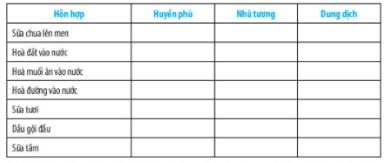 Hỗn hợp Huyền phù Nhũ tương Dung dịch
Sữa chua lên men
Hoà đất vào nước
Hoà muối ăn vào nước
Hoà đường vào nước
Sữa tươi
Dầu gội đầu
Sữa tắm